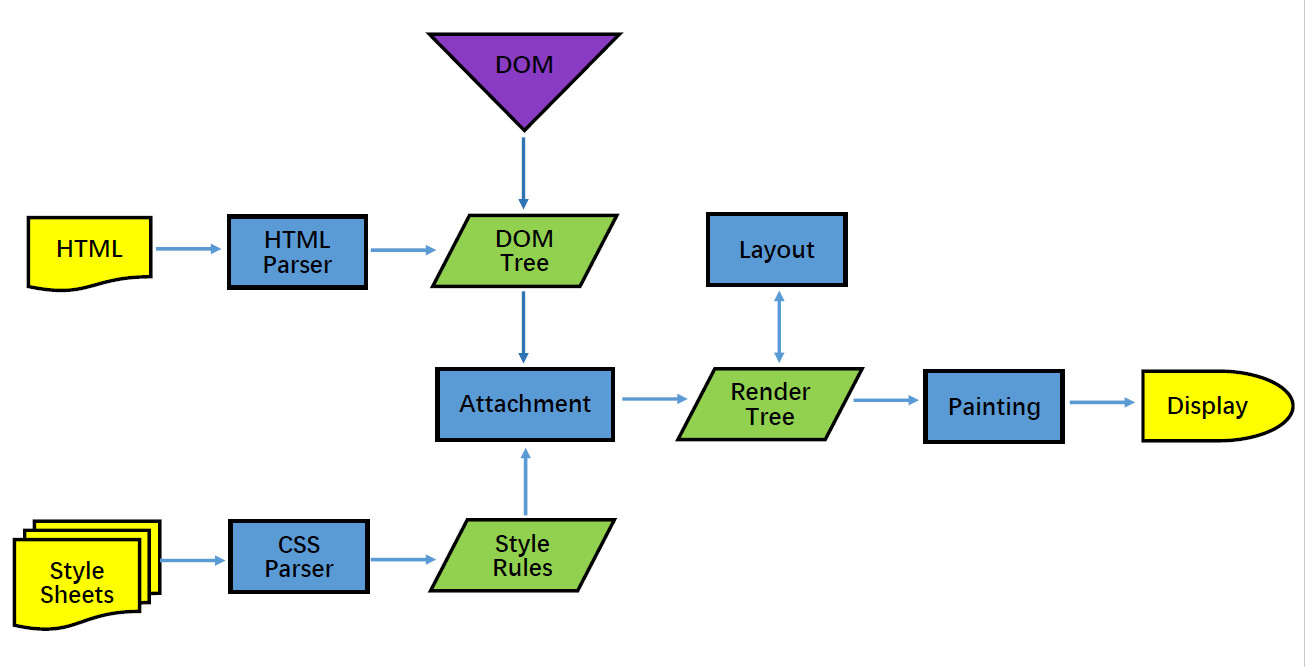 DOM
HTML
HTML
Parser
DOM
Tree
Layout
Attachment
Render
Tree
Painting
Display
Style
Sheets
CSS
Parser
Style
Rules